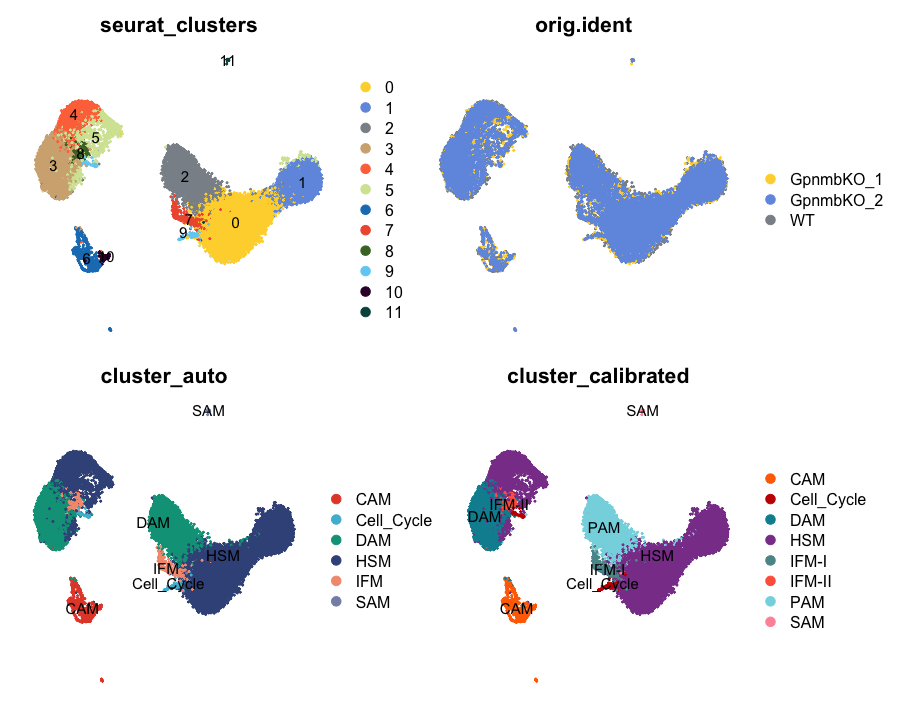 seurat_clusters
11
4
5
8
3
2
1
7
0
9
6
10
0
1
2
3
4
5
6
7
8
9
10
11
orig.ident
GpnmbKO_1
GpnmbKO_2
WT
cluster_auto
SAM
DAM
HSM
IFM
Cell_Cycle
CAM
CAM
Cell_Cycle
DAM
HSM
IFM
SAM
cluster_calibrated
SAM
IFM-II
DAM
PAM
HSM
IFM-I
Cell_Cycle
CAM
CAM
Cell_Cycle
DAM
HSM
IFM-I
IFM-II
PAM
SAM